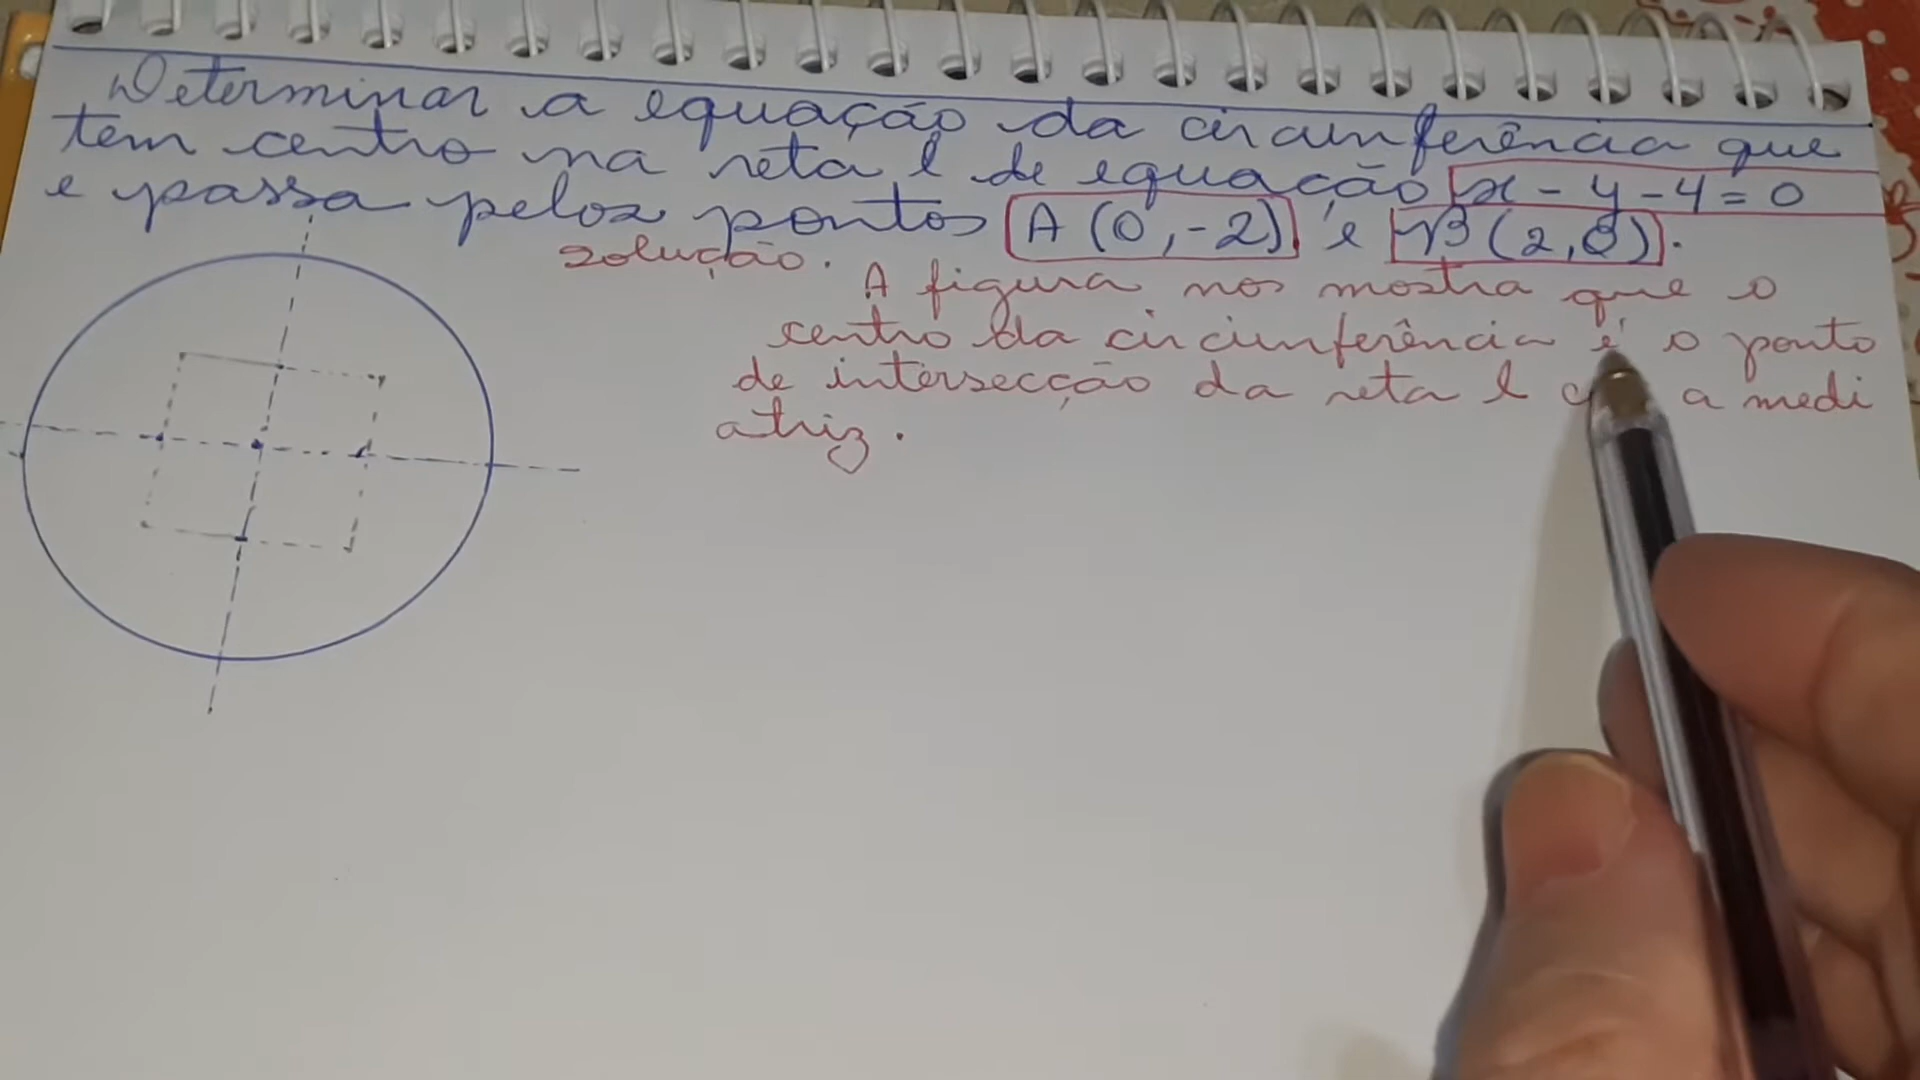 Determinar a equação da circunferência que
tem centro na reta l de equação x - y - 4 = 0
e passa pelos pontos A (0,-2) e B (2,0).
solução.
A figura nos mostra que o
centro da circunferência é o ponto
de intersecção da reta l a medi
atriz.